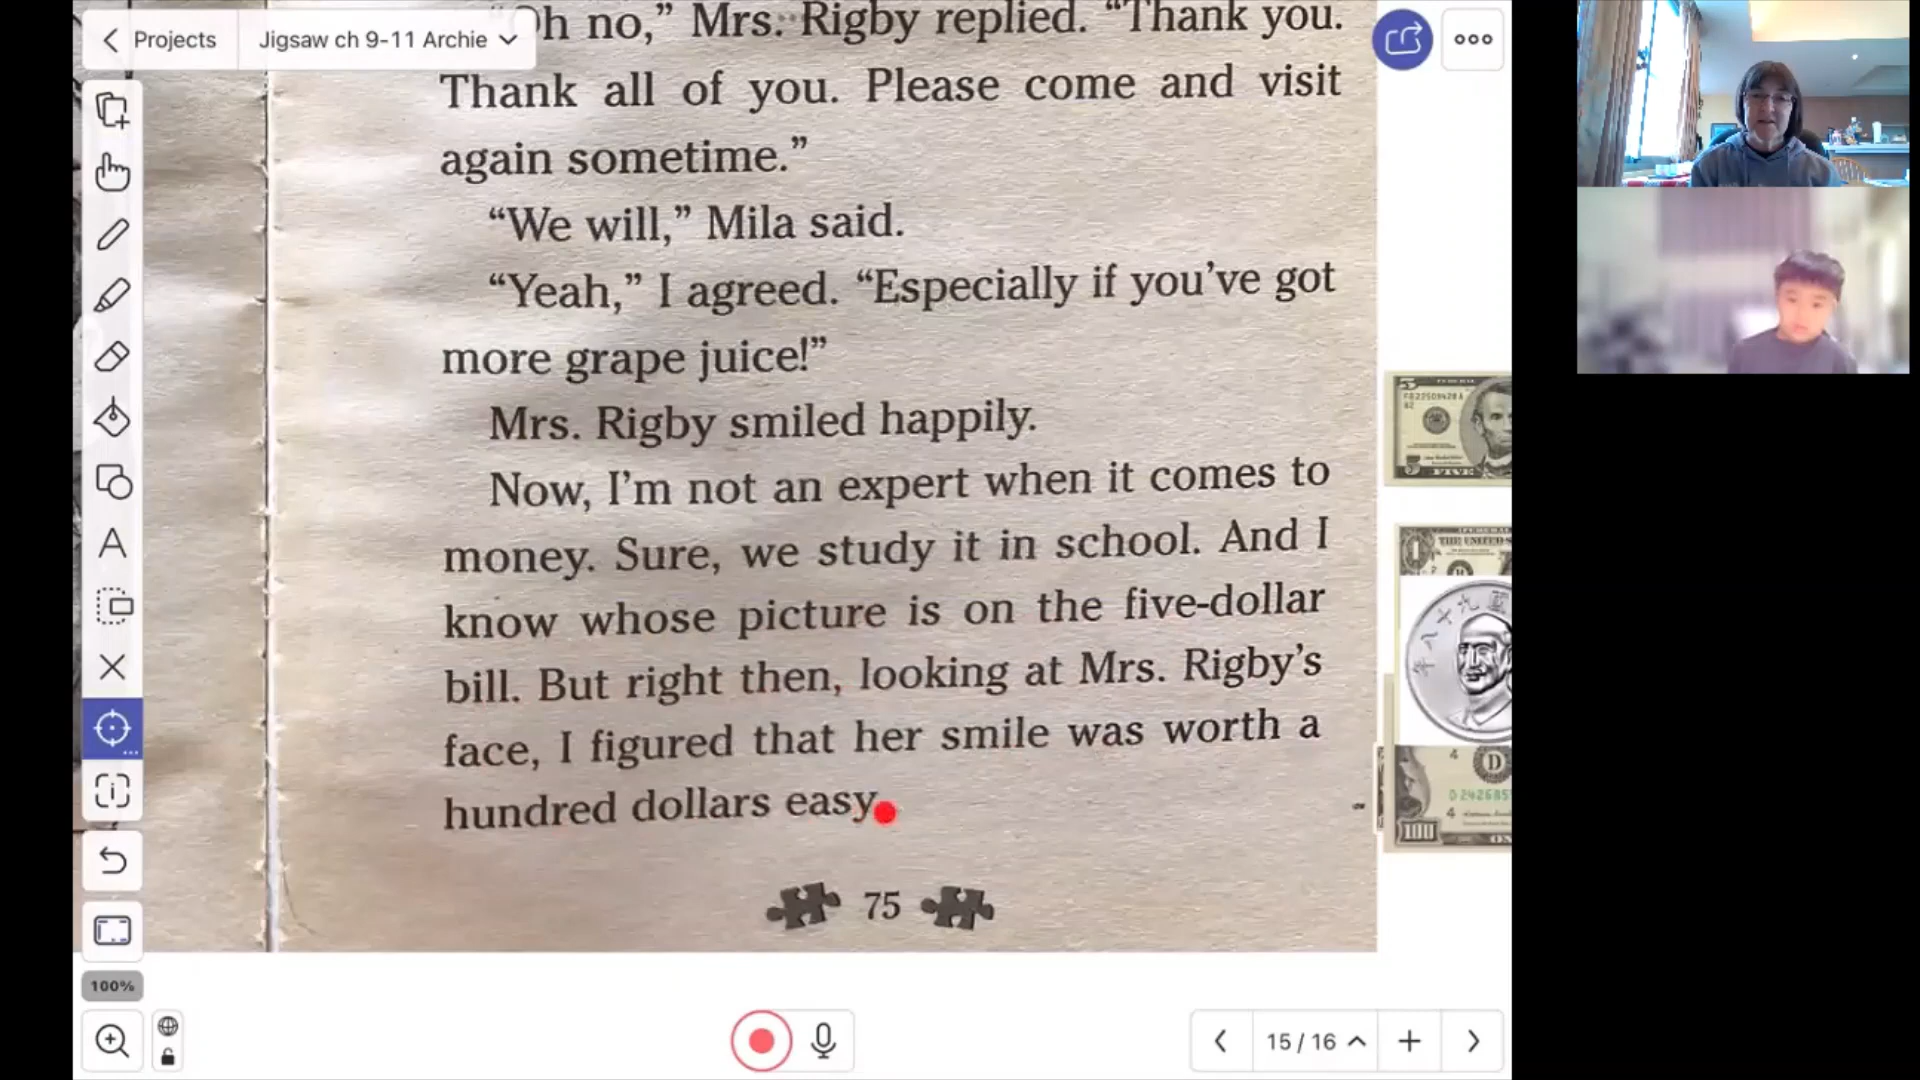 Projects
Jigsaw ch 9-11 Archie
Oh no,” Mrs. Rigby replied. “Thank you.
Thank all of you. Please come and visit
again sometime.”
“We will,” Mila said.
“Yeah,” I agreed. “Especially if you’ve got
more grape juice!”
Mrs. Rigby smiled happily.
Now, I’m not an expert when it comes to
money. Sure, we study it in school. And I
know whose picture is on the five-dollar
bill. But right then, looking at Mrs. Rigby’s
face, I figured that her smile was worth a
hundred dollars easy
75
FIVE
100
D
100%
15 / 16